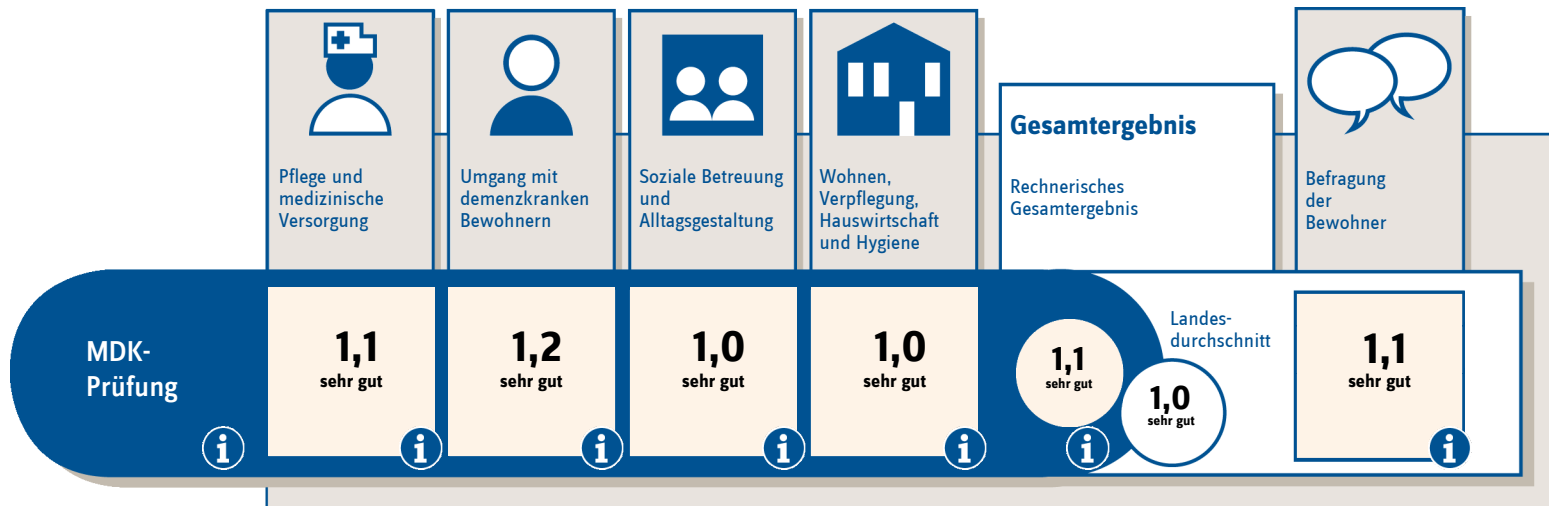 Pflege und
medizinische
Versorgung
Umgang mit
demenzkranken
Bewohnern
Soziale Betreuung
und
Alltagsgestaltung
Wohnen,
Verpflegung,
Hauswirtschaft
und Hygiene
Gesamtergebnis
Rechnerisches
Gesamtergebnis
Befragung
der
Bewohner
MDK-
Prüfung
i
1,1
sehr gut
i
1,2
sehr gut
i
1,0
sehr gut
i
1,0
sehr gut
i
1,1
sehr gut
i
Landes-
durchschnitt
1,0
sehr gut
1,1
sehr gut
i